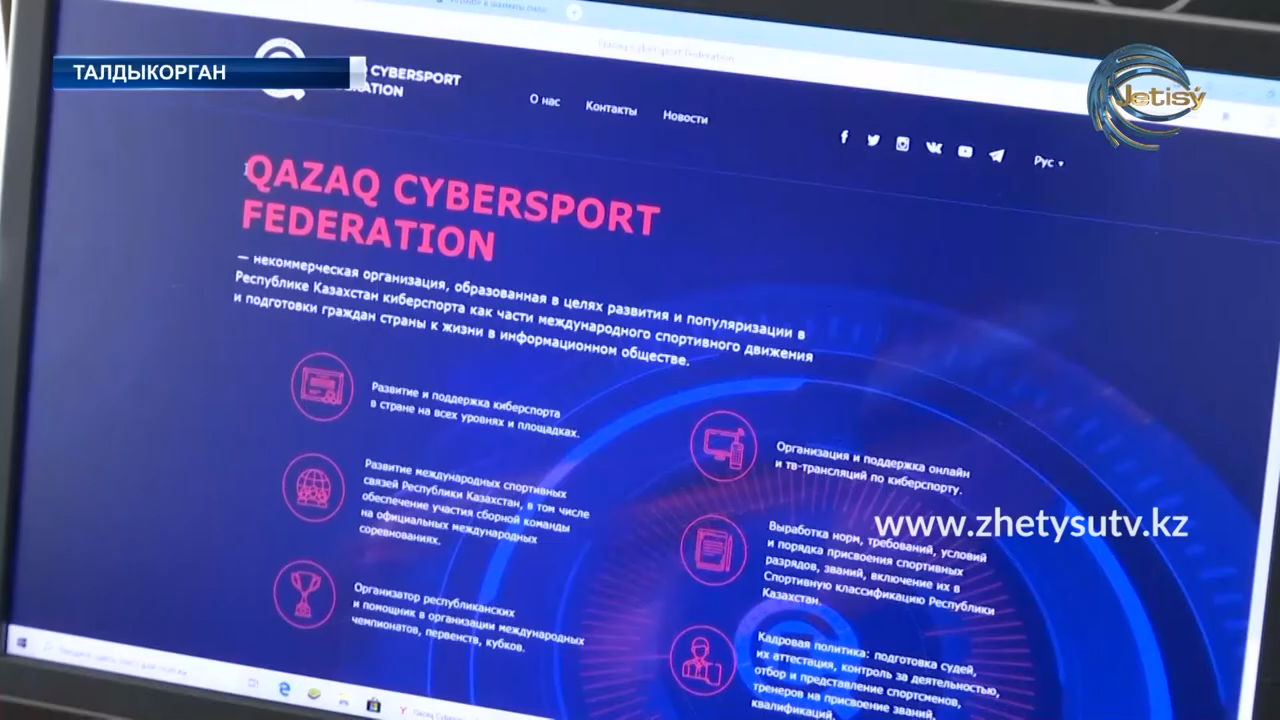 ТАЛДЫКОРГАН
Jetisý
CYBERSPORT
О нас
Контакты
Новости
Рус
QAZAQ CYBERSPORT
FEDERATION
— некоммерческая организация, образованная в целях развития и популяризации в
Республике Казахстан киберспорта как части международного спортивного движения
и подготовки граждан страны к жизни в информационном обществе.
Развитие и поддержка киберспорта
в стране на всех уровнях и площадках.
Развитие международных спортивных
связей Республики Казахстан, в том числе
обеспечение участия сборной команды
на официальных международных
соревнованиях.
Организатор республиканских
и помощник в организации международных
чемпионатов, первенств, кубков.
Организация и поддержка онлайн
и тв-трансляций по киберспорту.
www.zhetysutv.kz
Выработка норм, требований, условий
и порядка присвоения спортивных
разрядов, званий, включение их в
Спортивную классификацию Республики
Казахстан.
Кадровая политика: подготовка судей,
их аттестация, контроль за деятельностью,
отбор и представление спортсменов,
тренеров на присвоение званий,
квалификаций.